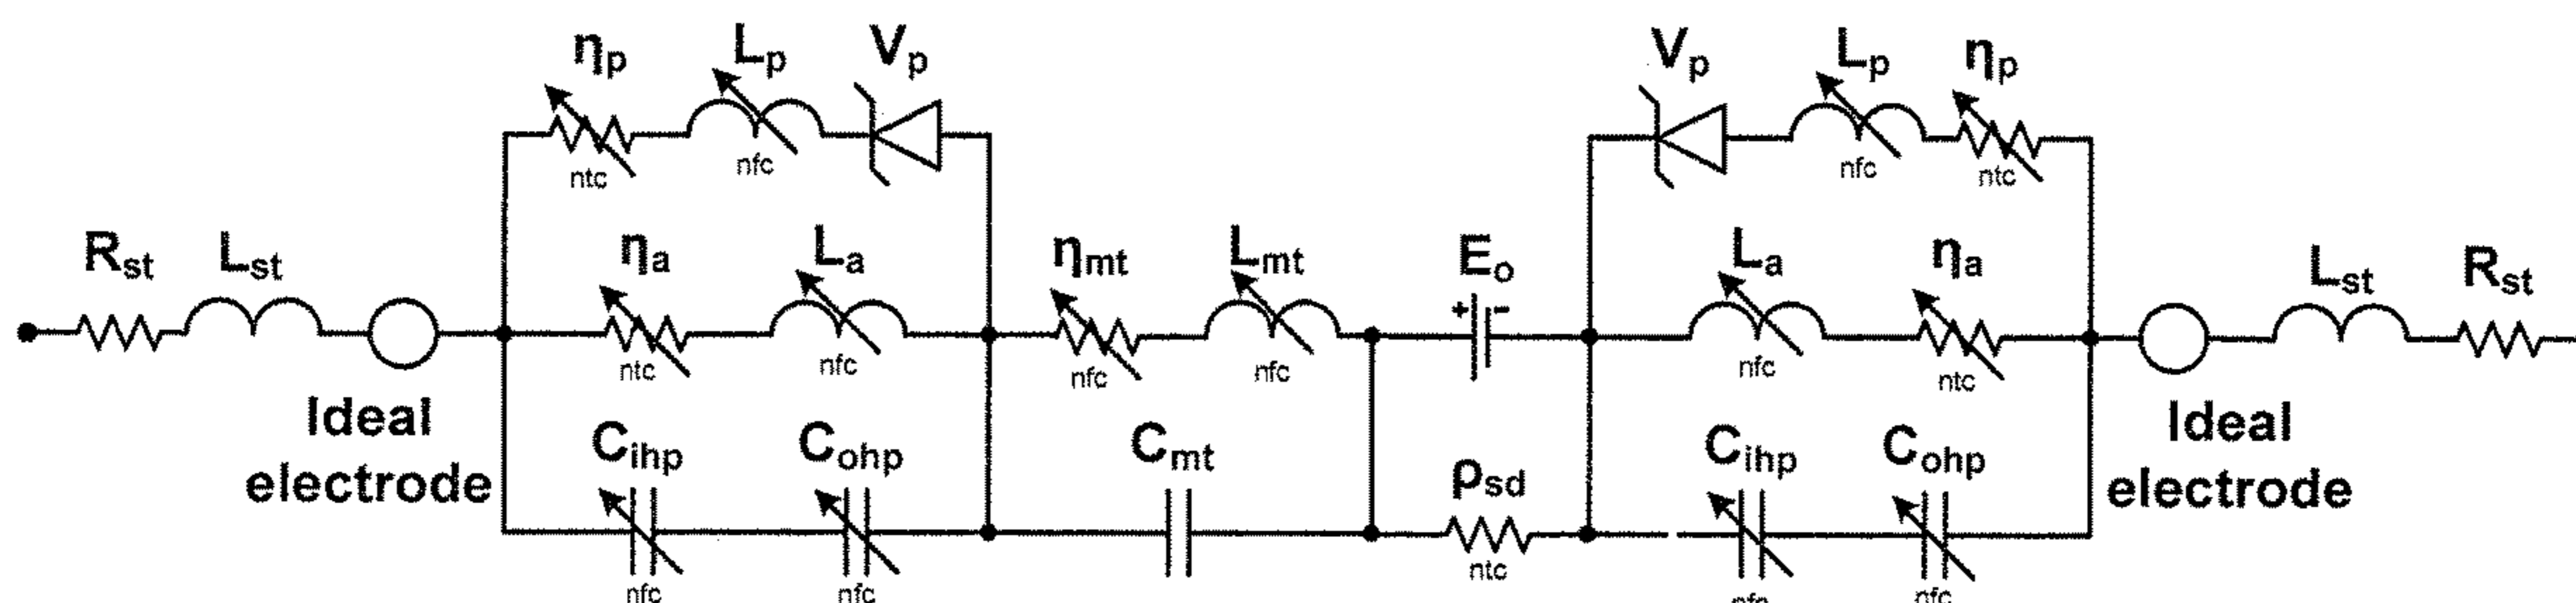 ηp Lp Vp
Vp Lp ηp
ntc nfc
nfc ntc
Rst Lst
ηa La
ηmt Lmt
Eo
+ -
La ηa
Lst Rst
ntc nfc
nfc nfc
nfc ntc
Ideal
electrode
Cihp Cohp
Cmt
ρsd
Cihp Cohp
Ideal
electrode
nfc nfc
ntc
nfc nfc